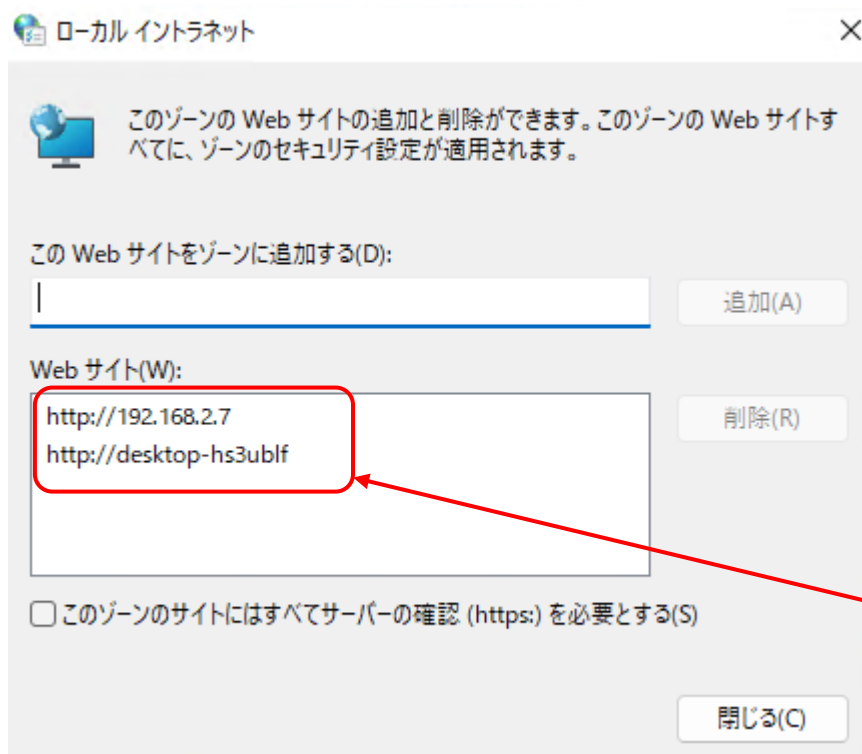 ローカル イントラネット
このゾーンの Web サイトの追加と削除ができます。このゾーンの Web サイトす
べてに、ゾーンのセキュリティ設定が適用されます。
この Web サイトをゾーンに追加する(D):
追加(A)
Web サイト(W):
http://192.168.2.7
削除(R)
http://desktop-hs3ublf
このゾーンのサイトにはすべてサーバーの確認 (https:) を必要とする(S)
閉じる(C)